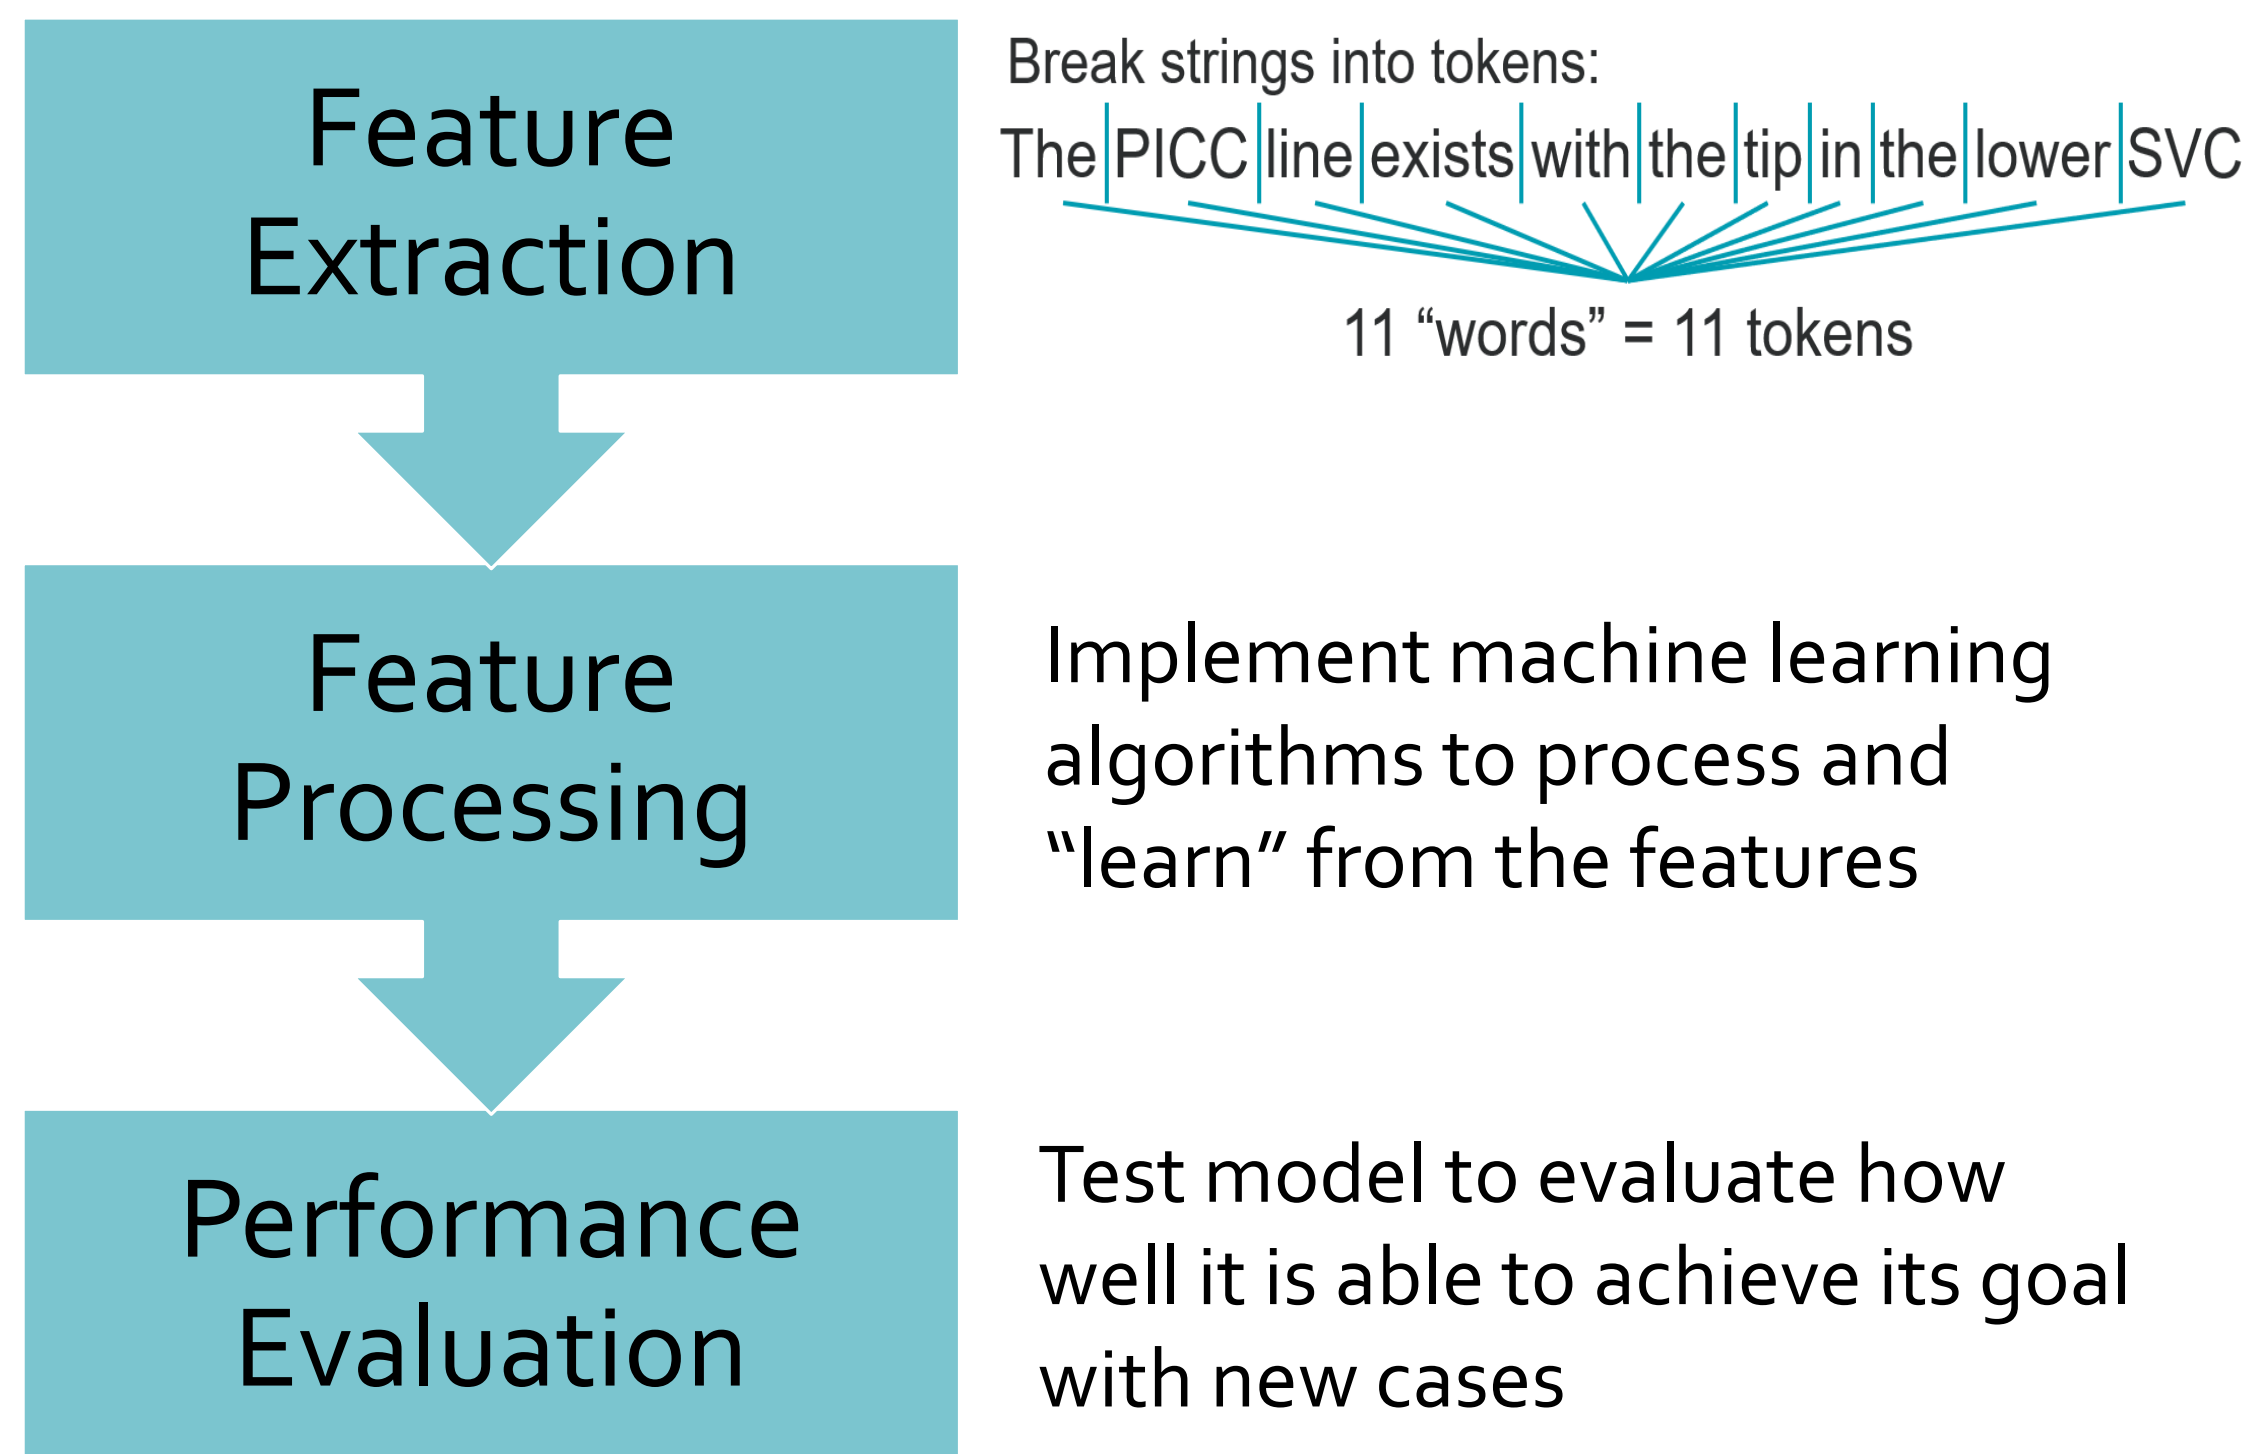 Feature
Extraction
Break strings into tokens:
The PICC line exists with the tip in the lower SVC
11 “words” = 11 tokens
Feature
Processing
Implement machine learning
algorithms to process and
“learn” from the features
Performance
Evaluation
Test model to evaluate how
well it is able to achieve its goal
with new cases